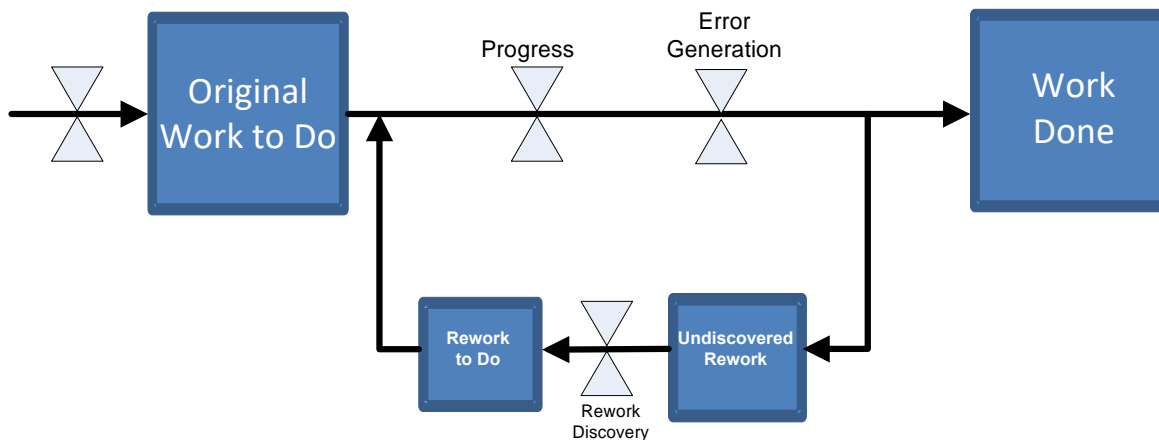 Original
Work to Do
Progress
Error
Generation
Work
Done
Rework
to Do
Rework
Discovery
Undiscovered
Rework